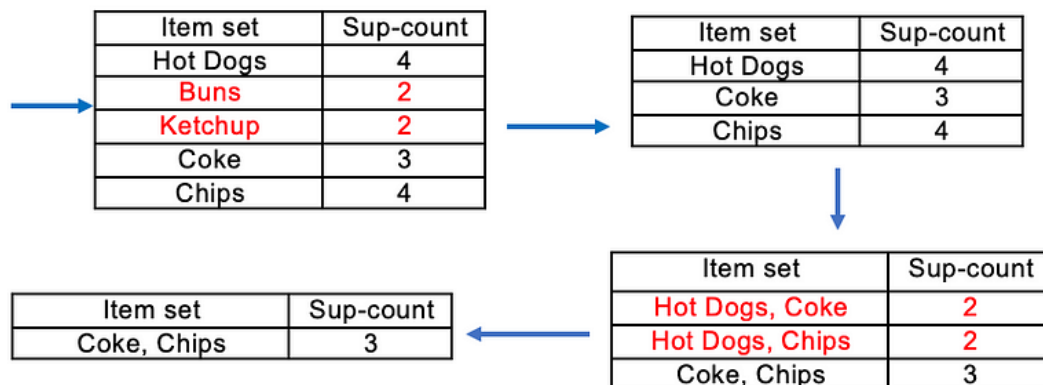 Item set Sup-count
Hot Dogs 4
Buns 2
Ketchup 2
Coke 3
Chips 4
Item set Sup-count
Hot Dogs 4
Coke 3
Chips 4
Item set Sup-count
Hot Dogs, Coke 2
Hot Dogs, Chips 2
Coke, Chips 3
Item set Sup-count
Coke, Chips 3